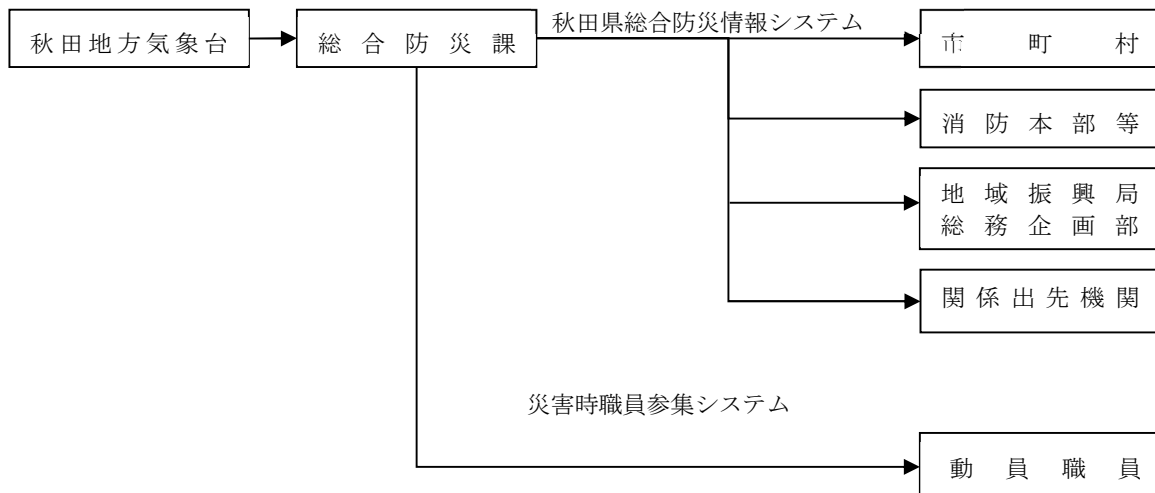 秋田県総合防災情報システム
秋田地方気象台
総合防災課
市町村
消防本部等
地域振興局
総務企画部
関係出先機関
災害時職員参集システム
動員職員